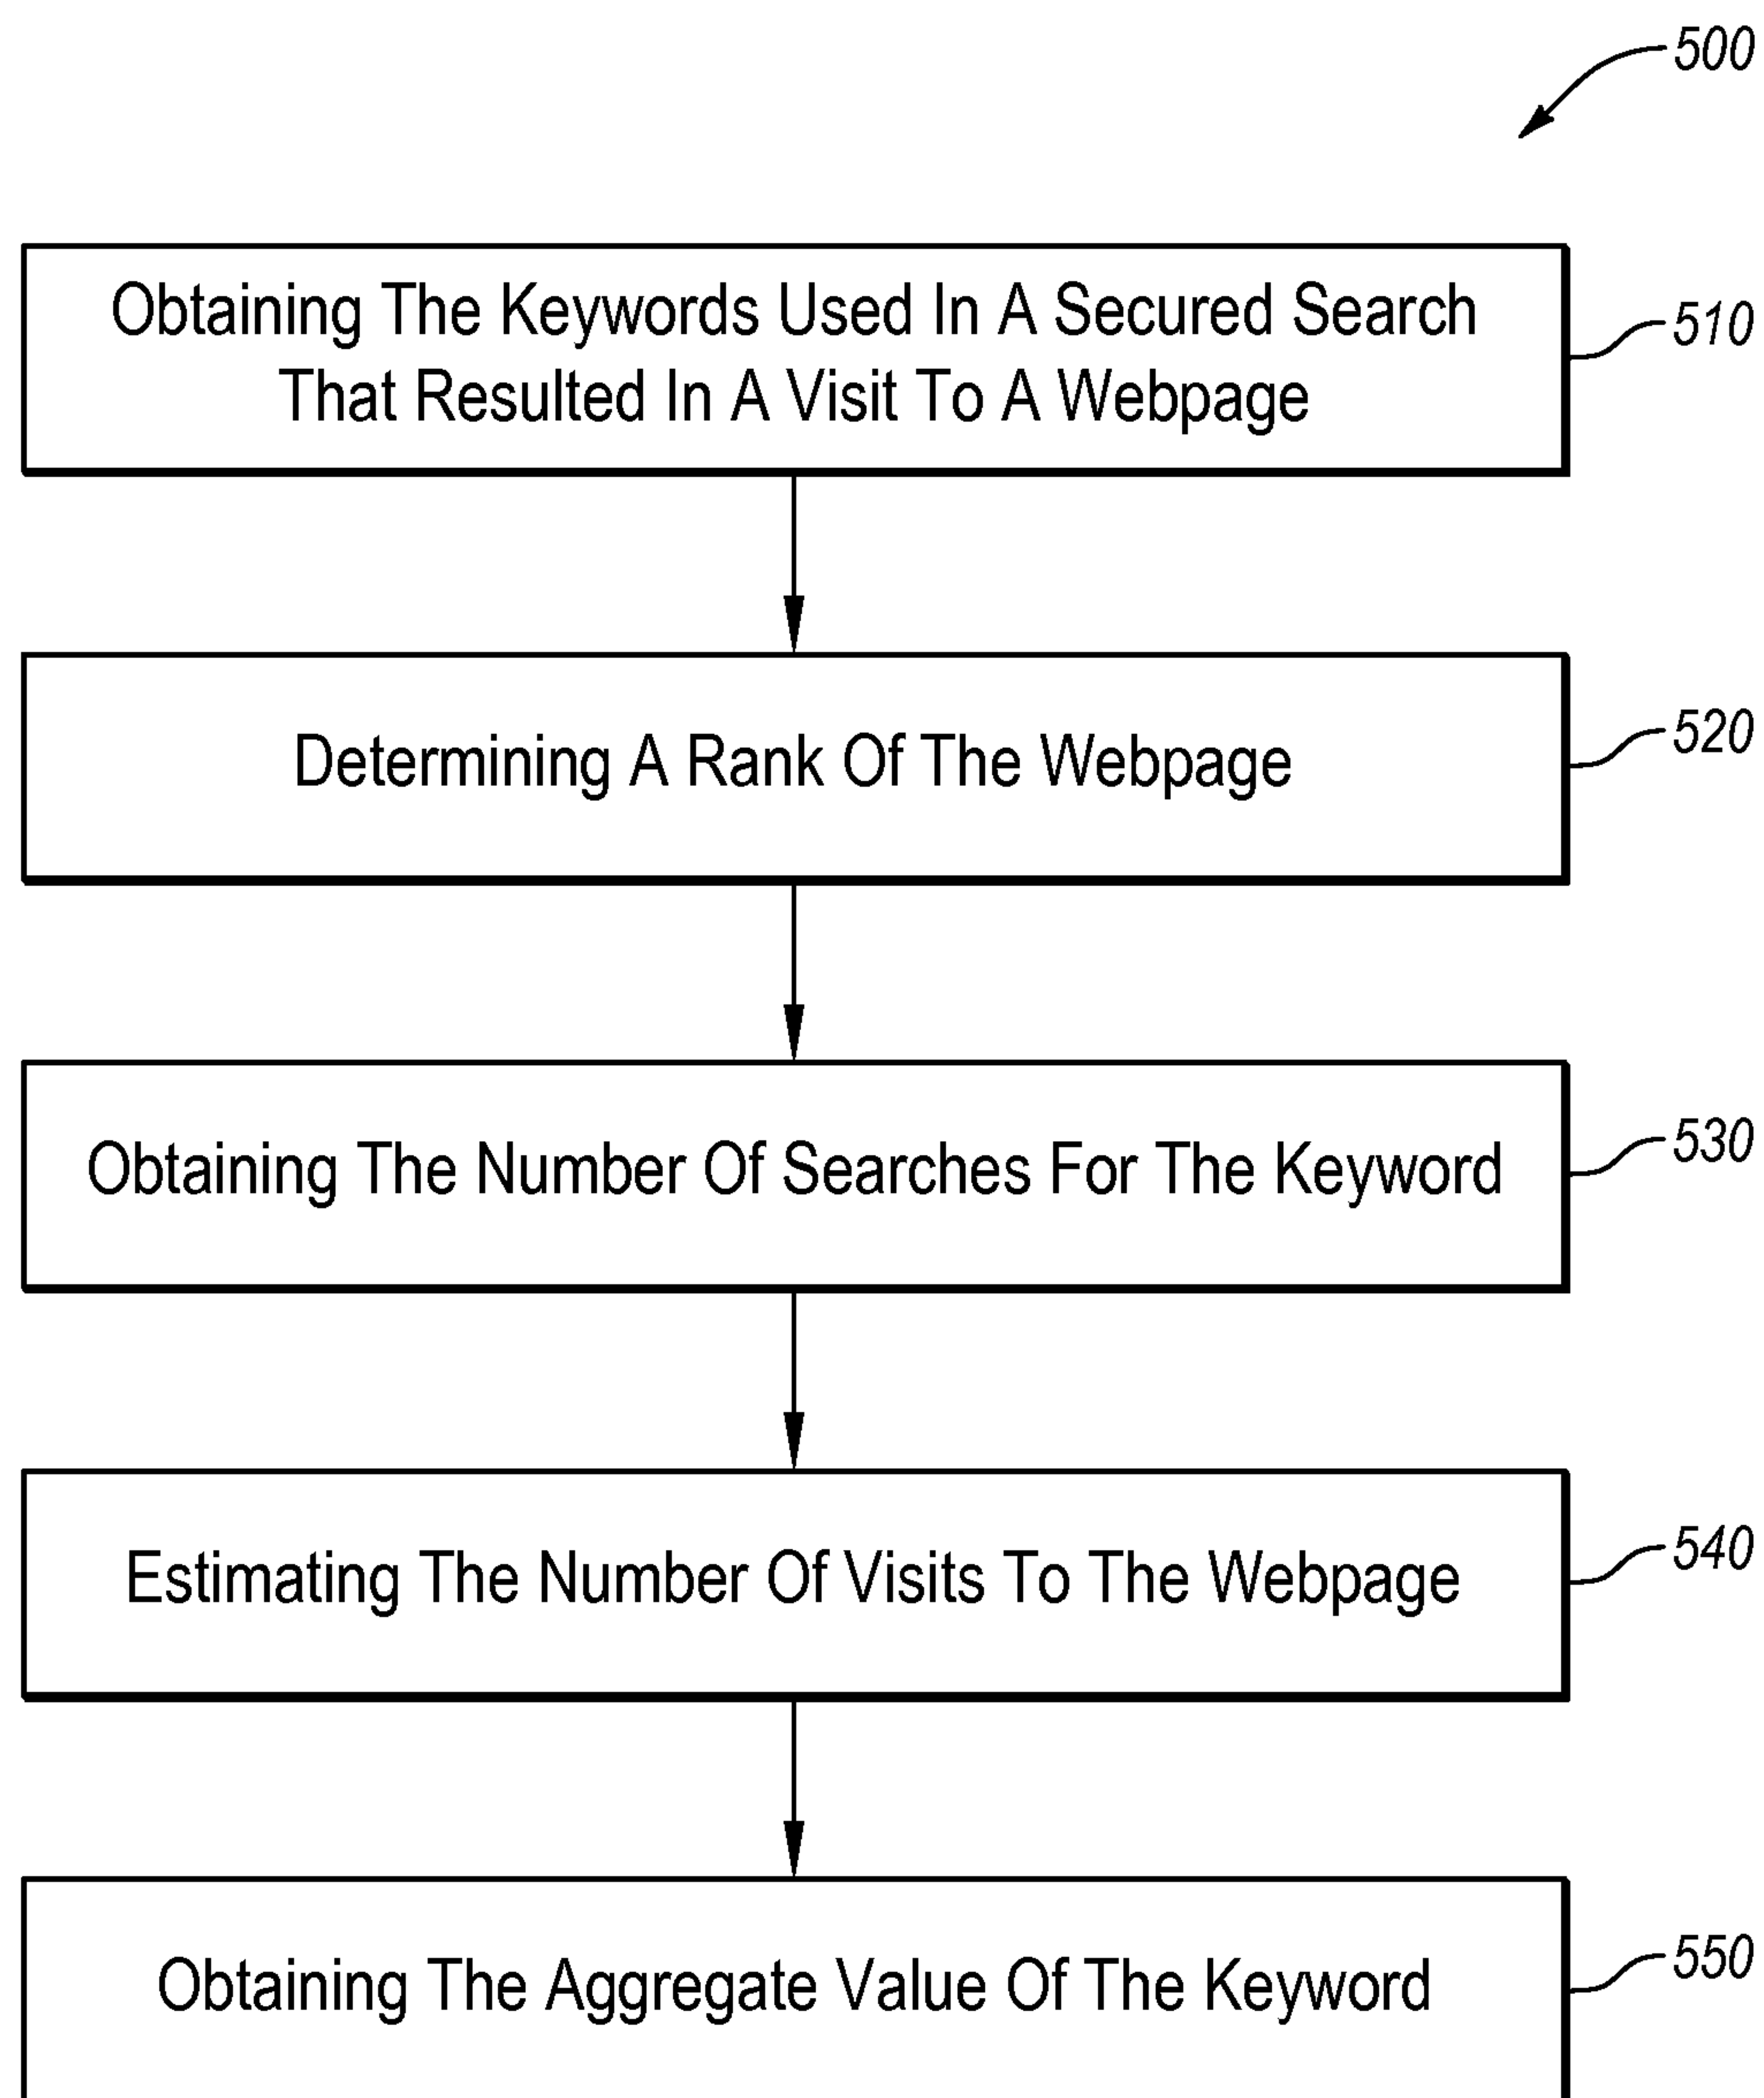 500
Obtaining The Keywords Used In A Secured Search
That Resulted In A Visit To A Webpage
510
Determining A Rank Of The Webpage
520
Obtaining The Number Of Searches For The Keyword
530
Estimating The Number Of Visits To The Webpage
540
Obtaining The Aggregate Value Of The Keyword
550